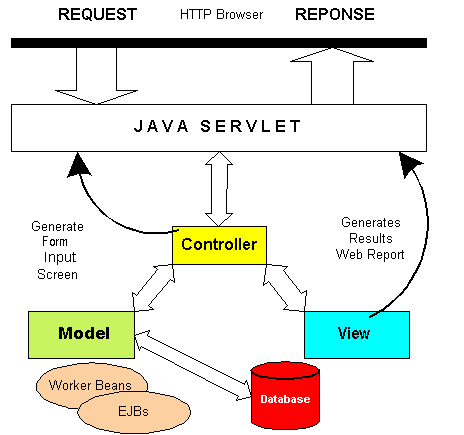 REQUEST HTTP Browser REPONSE
JAVA SERVLET
Generate
Form
Input
Screen
Generates
Results
Web Report
Controller
Model
View
Worker Beans
EJBs
Database